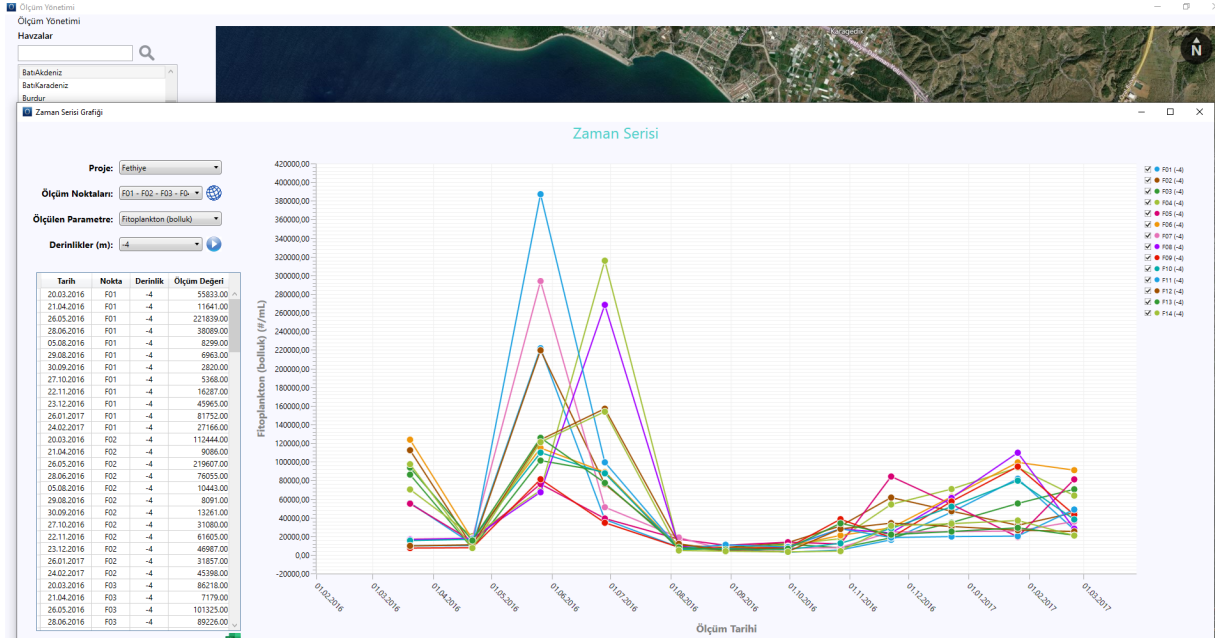 Ölçüm Yönetimi
Ölçüm Yönetimi
Havzalar
BatıAkdeniz
BatıKaradeniz
Burdur
Karagedik
N
Zaman Serisi Grafiği
Zaman Serisi
Proje: Fethiye
Ölçüm Noktaları: F01 - F02 - F03 - F0-
Ölçülen Parametre: Fitoplankton (bolluk)
Derinlikler (m): -4
Tarih Nokta Derinlik Ölçüm Değeri
20.03.2016 F01 -4 55833.00
21.04.2016 F01 -4 11641.00
26.05.2016 F01 -4 221839.00
28.06.2016 F01 -4 38089.00
05.08.2016 F01 -4 8299.00
29.08.2016 F01 -4 6963.00
30.09.2016 F01 -4 2820.00
27.10.2016 F01 -4 5368.00
22.11.2016 F01 -4 16287.00
23.12.2016 F01 -4 45965.00
26.01.2017 F01 -4 81752.00
24.02.2017 F01 -4 27166.00
20.03.2016 F02 -4 112444.00
21.04.2016 F02 -4 9086.00
26.05.2016 F02 -4 219607.00
28.06.2016 F02 -4 76055.00
05.08.2016 F02 -4 10443.00
29.08.2016 F02 -4 8091.00
30.09.2016 F02 -4 13261.00
27.10.2016 F02 -4 31080.00
22.11.2016 F02 -4 61605.00
23.12.2016 F02 -4 46987.00
26.01.2017 F02 -4 31857.00
24.02.2017 F02 -4 45398.00
20.03.2016 F03 -4 86218.00
21.04.2016 F03 -4 7179.00
26.05.2016 F03 -4 101325.00
28.06.2016 F03 -4 89226.00
Fitoplankton (bolluk) (#/mL)
420000,00
400000,00
380000,00
360000,00
340000,00
320000,00
300000,00
280000,00
260000,00
240000,00
220000,00
200000,00
180000,00
160000,00
140000,00
120000,00
100000,00
80000,00
60000,00
40000,00
20000,00
0,00
-20000,00
01.02.2016
01.03.2016
01.04.2016
01.05.2016
01.06.2016
01.07.2016
01.08.2016
01.09.2016
01.10.2016
01.11.2016
01.12.2016
01.01.2017
01.02.2017
01.03.2017
Ölçüm Tarihi
F01 (-4)
F02 (-4)
F03 (-4)
F04 (-4)
F05 (-4)
F06 (-4)
F07 (-4)
F08 (-4)
F09 (-4)
F10 (-4)
F11 (-4)
F12 (-4)
F13 (-4)
F14 (-4)